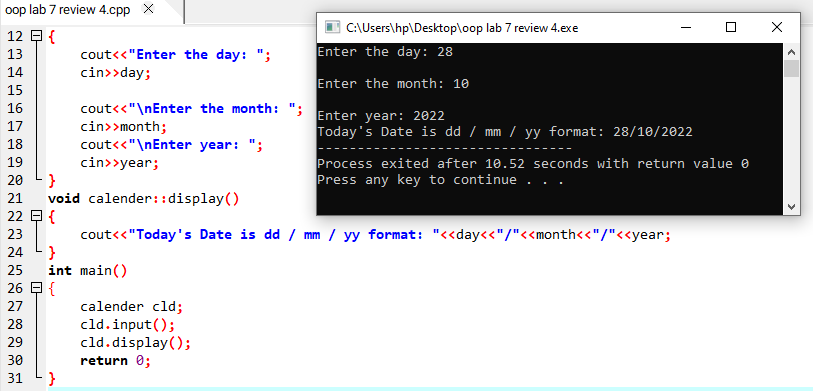 oop lab 7 review 4.cpp
12 {
13 cout<<"Enter the day: ";
14 cin>>day;
15
16 cout<<"\nEnter the month: ";
17 cin>>month;
18 cout<<"\nEnter year: ";
19 cin>>year;
20 }
21 void calender::display()
22 {
23 cout<<"Today's Date is dd / mm / yy format: "<<day<<"/"<<month<<"/"<<year;
24 }
25 int main()
26 {
27 calender cld;
28 cld.input();
29 cld.display();
30 return 0;
31 }
C:\Users\hp\Desktop\oop lab 7 review 4.exe
Enter the day: 28
Enter the month: 10
Enter year: 2022
Today's Date is dd / mm / yy format: 28/10/2022
--------------------------------
Process exited after 10.52 seconds with return value 0
Press any key to continue . . .